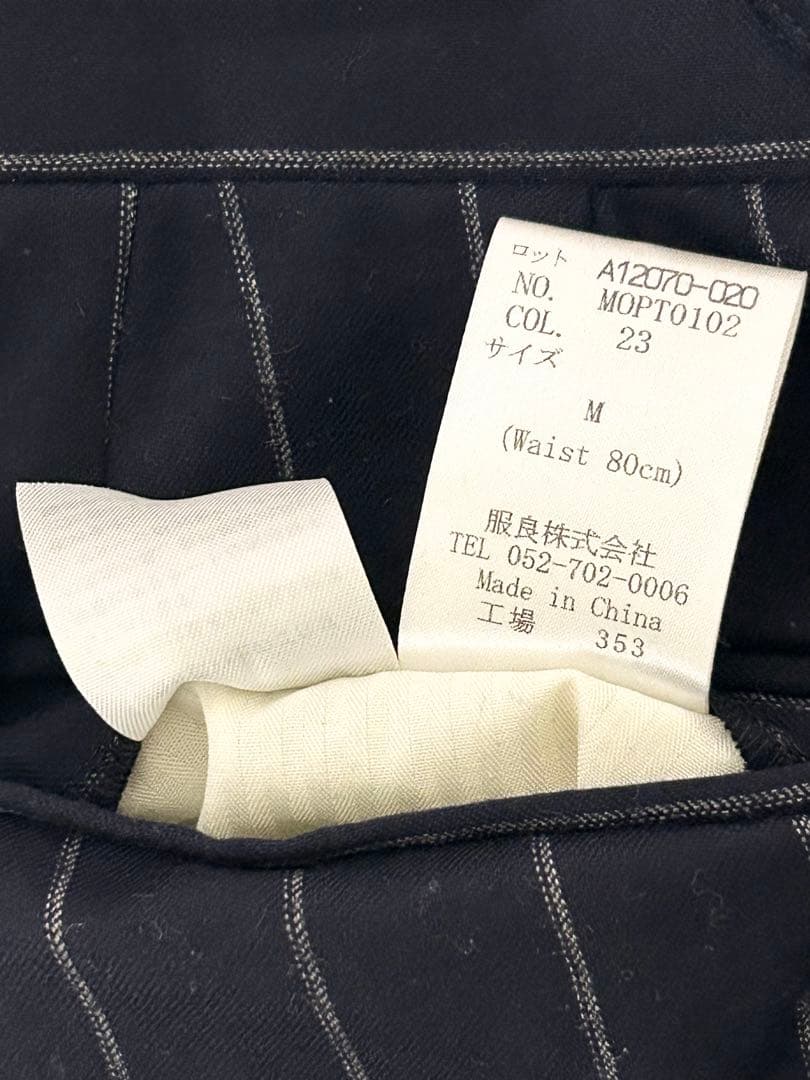 ロット A12070-020
NO. MOPT0102
COL. 23
サイズ
M
(Waist 80cm)
服良株式会社
TEL 052-702-0006
Made in China
工場 353